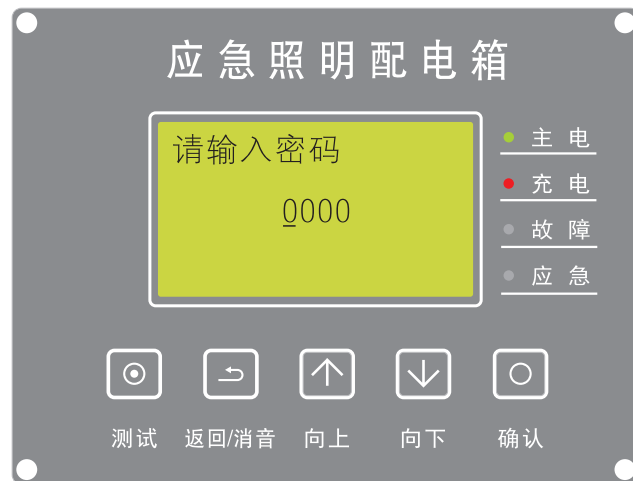 应急照明配电箱
请输入密码
0000
主电
充电
故障
应急
测试 返回/消音 向上 向下 确认